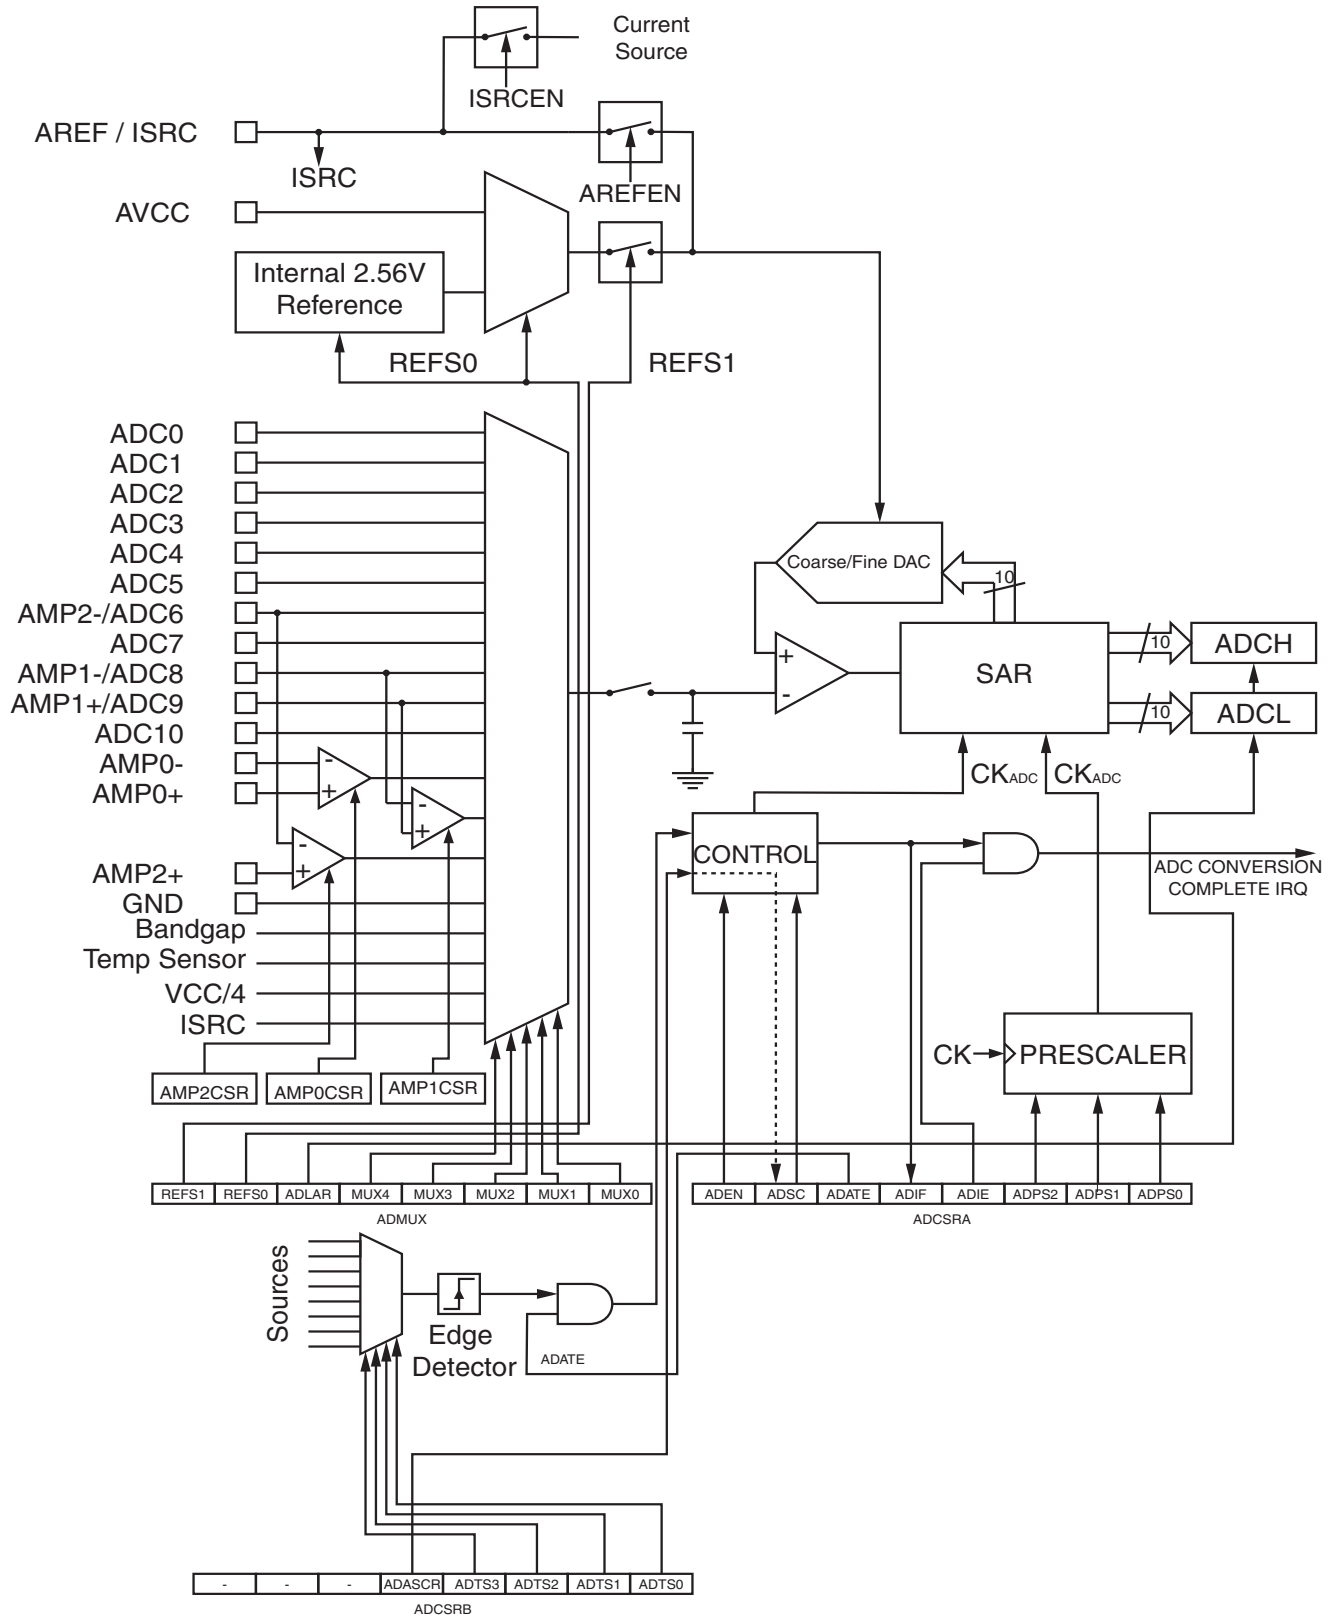 Current
Source
ISRCEN
AREF / ISRC
ISRC
AREFEN
AVCC
Internal 2.56V
Reference
REFS0
REFS1
ADC0
ADC1
ADC2
ADC3
ADC4
ADC5
AMP2-/ADC6
ADC7
AMP1-/ADC8
AMP1+/ADC9
ADC10
AMP0-
AMP0+
AMP2+
GND
Bandgap
Temp Sensor
VCC/4
ISRC
-
+
-
+
-
+
Coarse/Fine DAC
10
+
-
SAR
10
ADCH
10
ADCL
CKADC
CKADC
CONTROL
ADC CONVERSION
COMPLETE IRQ
CK
PRESCALER
AMP2CSR
AMP0CSR
AMP1CSR
REFS1
REFS0
ADLAR
MUX4
MUX3
MUX2
MUX1
MUX0
ADMUX
ADEN
ADSC
ADATE
ADIF
ADIE
ADPS2
ADPS1
ADPS0
ADCSRA
Sources
Edge
Detector
ADATE
-
-
-
ADASCR
ADTS3
ADTS2
ADTS1
ADTS0
ADCSRB